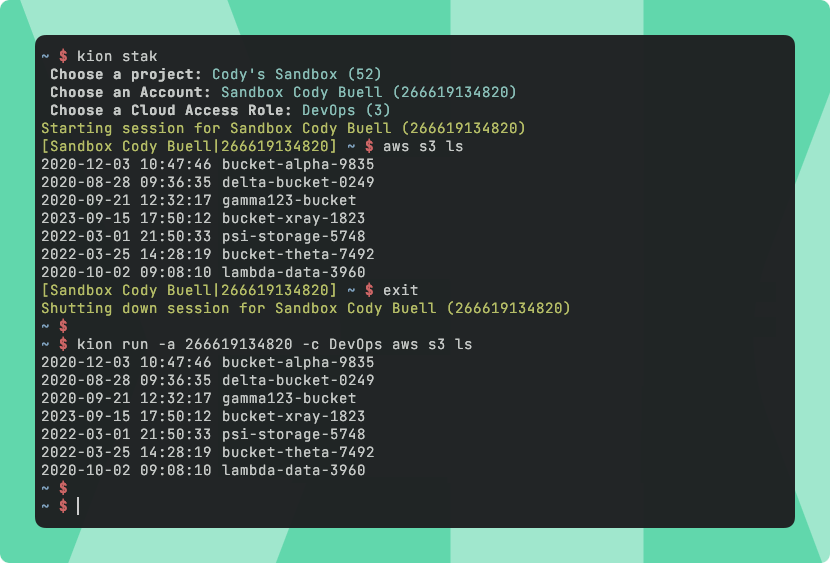 ~ $ kion stak
Choose a project: Cody's Sandbox (52)
Choose an Account: Sandbox Cody Buell (266619134820)
Choose a Cloud Access Role: DevOps (3)
Starting session for Sandbox Cody Buell (266619134820)
[Sandbox Cody Buell|266619134820] ~ $ aws s3 ls
2020-12-03 10:47:46 bucket-alpha-9835
2020-08-28 09:36:35 delta-bucket-0249
2020-09-21 12:32:17 gamma123-bucket
2023-09-15 17:50:12 bucket-xray-1823
2022-03-01 21:50:33 psi-storage-5748
2022-03-25 14:28:19 bucket-theta-7492
2020-10-02 09:08:10 lambda-data-3960
[Sandbox Cody Buell|266619134820] ~ $ exit
Shutting down session for Sandbox Cody Buell (266619134820)
~ $
~ $ kion run -a 266619134820 -c DevOps aws s3 ls
2020-12-03 10:47:46 bucket-alpha-9835
2020-08-28 09:36:35 delta-bucket-0249
2020-09-21 12:32:17 gamma123-bucket
2023-09-15 17:50:12 bucket-xray-1823
2022-03-01 21:50:33 psi-storage-5748
2022-03-25 14:28:19 bucket-theta-7492
2020-10-02 09:08:10 lambda-data-3960
~ $
~ $